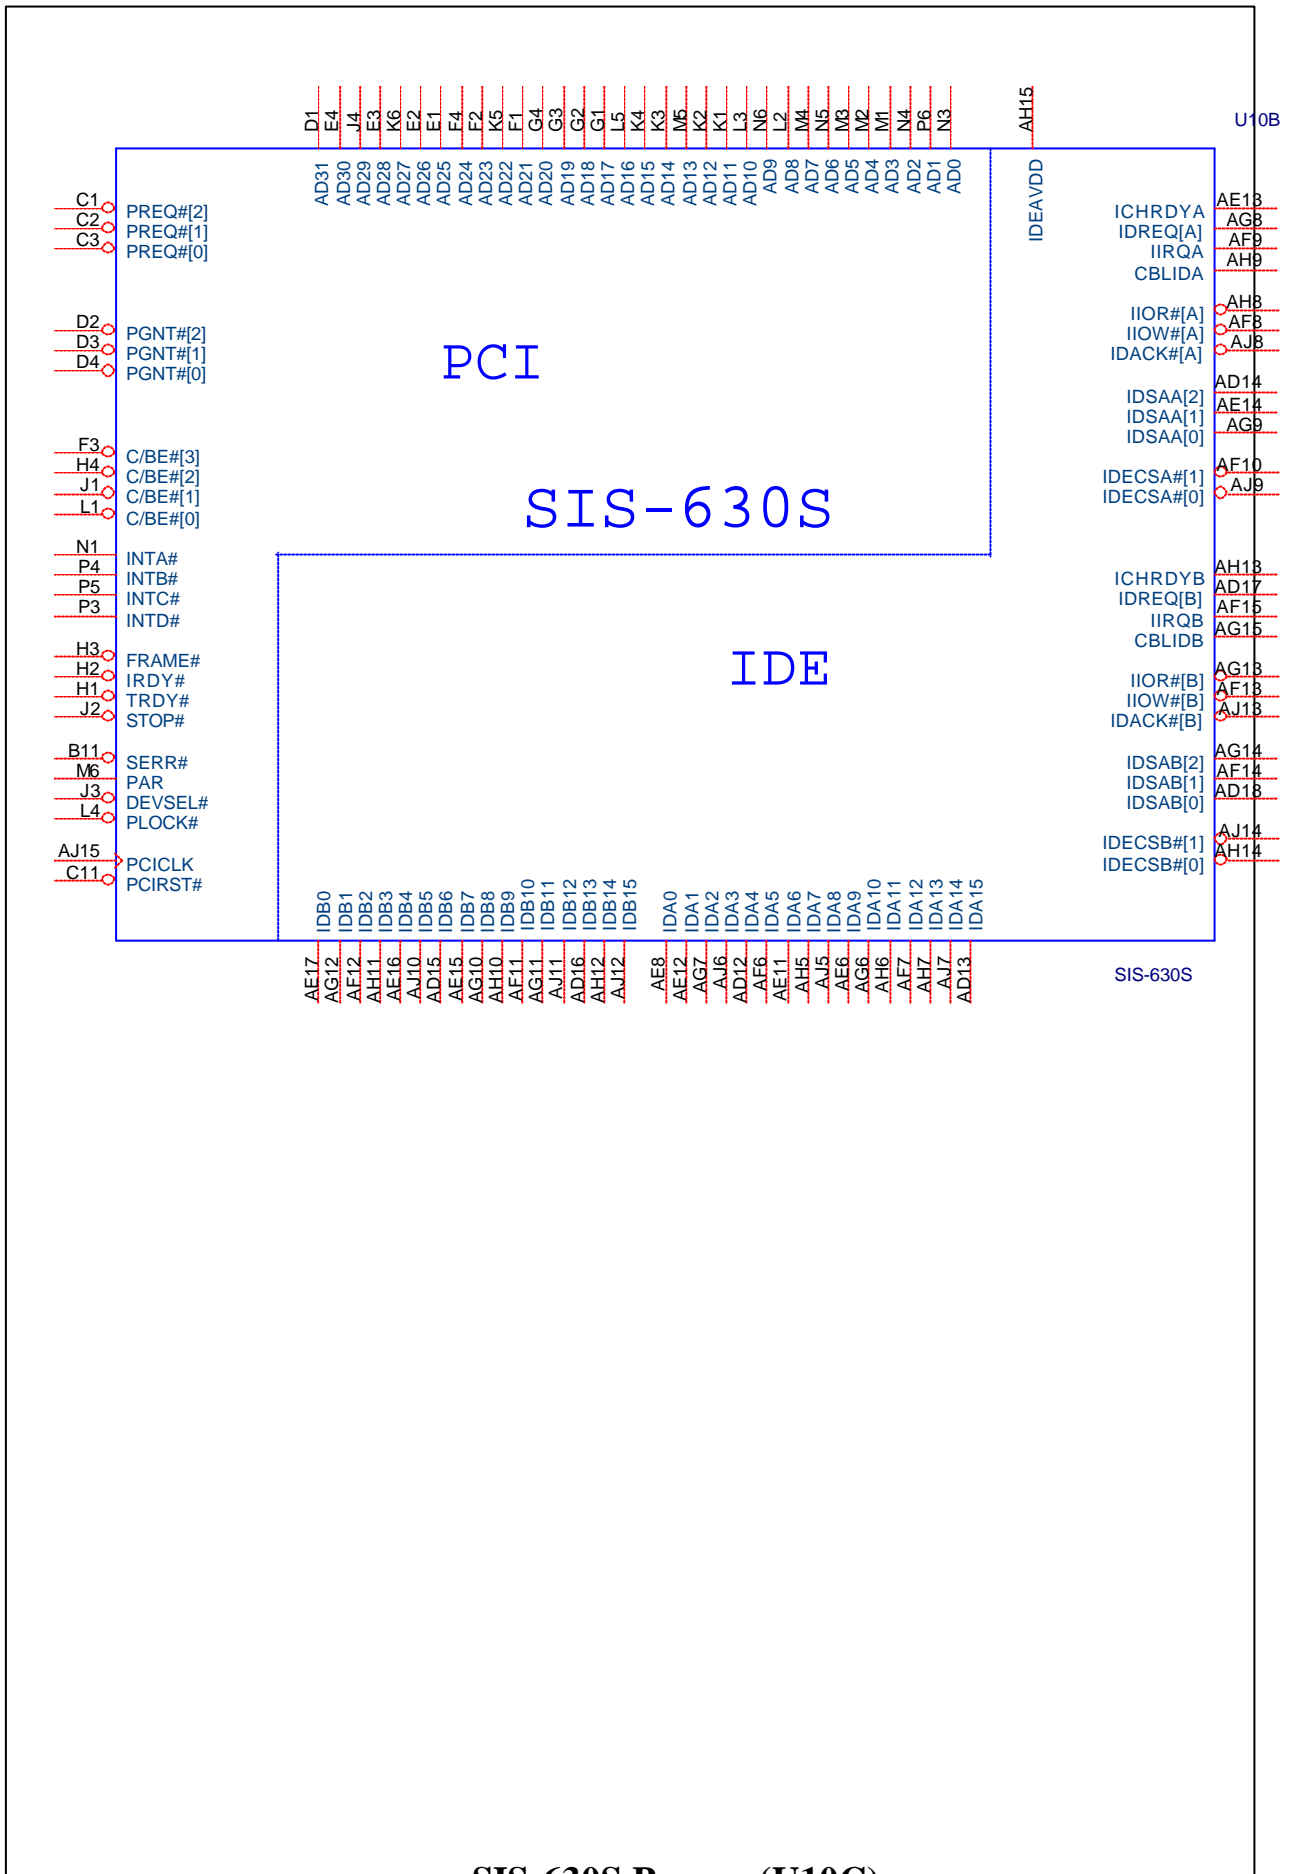 D1 E4 J4 E3 K6 E2 E1 F4 F2 K5 F1 G4 G3 G2 G1 L5 K4 K3 M5 K2 K1 L3 N6 L2 M4 N5 M3 M2 M1 N4 P6 N3 AH15
U10B
AD31 AD30 AD29 AD28 AD27 AD26 AD25 AD24 AD23 AD22 AD21 AD20 AD19 AD18 AD17 AD16 AD15 AD14 AD13 AD12 AD11 AD10 AD9 AD8 AD7 AD6 AD5 AD4 AD3 AD2 AD1 AD0 IDEAVDD
C1 PREQ#[2]
C2 PREQ#[1]
C3 PREQ#[0]
D2 PGNT#[2]
D3 PGNT#[1]
D4 PGNT#[0]
F3 C/BE#[3]
H4 C/BE#[2]
J1 C/BE#[1]
L1 C/BE#[0]
N1 INTA#
P4 INTB#
P5 INTC#
P3 INTD#
H3 FRAME#
H2 IRDY#
H1 TRDY#
J2 STOP#
B11 SERR#
M6 PAR
J3 DEVSEL#
L4 PLOCK#
AJ15 PCICLK
C11 PCIRST#
PCI
SIS-630S
IDE
ICHRDYA AE13
IDREQ[A] AG8
IIRQA AF9
CBLIDA AH9
IIOR#[A] AH8
IIOW#[A] AF8
IDACK#[A] AJ8
IDSAA[2] AD14
IDSAA[1] AE14
IDSAA[0] AG9
IDECSA#[1] AF10
IDECSA#[0] AJ9
ICHRDYB AH13
IDREQ[B] AD17
IIRQB AF15
CBLIDB AG15
IIOR#[B] AG13
IIOW#[B] AF13
IDACK#[B] AJ13
IDSAB[2] AG14
IDSAB[1] AF14
IDSAB[0] AD18
IDECSB#[1] AJ14
IDECSB#[0] AH14
IDB0 IDB1 IDB2 IDB3 IDB4 IDB5 IDB6 IDB7 IDB8 IDB9 IDB10 IDB11 IDB12 IDB13 IDB14 IDB15 IDA0 IDA1 IDA2 IDA3 IDA4 IDA5 IDA6 IDA7 IDA8 IDA9 IDA10 IDA11 IDA12 IDA13 IDA14 IDA15
AE17 AG12 AF12 AH11 AE16 AJ10 AD15 AE15 AG10 AH10 AF11 AG11 AJ11 AD16 AH12 AJ12 AE8 AE12 AG7 AJ6 AD12 AF6 AE11 AH5 AJ5 AE6 AG6 AH6 AF7 AH7 AJ7 AD13
SIS-630S
SIS-630S (U10C)